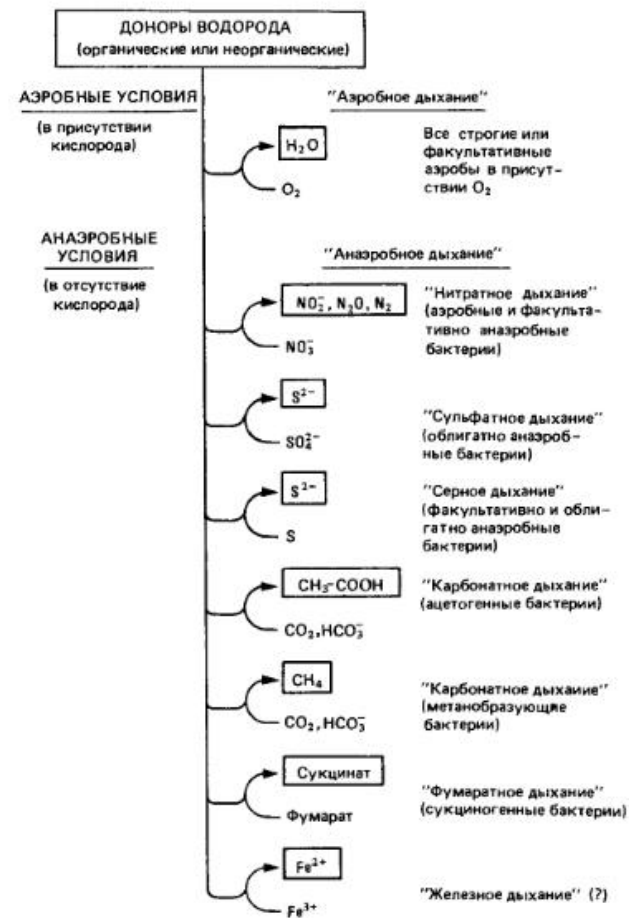 ДОНОРЫ ВОДОРОДА
(органические или неорганические)
АЭРОБНЫЕ УСЛОВИЯ
(в присутствии
кислорода)
"Аэробное дыхание"
H₂O
O₂
Все строгие или
факультативные
аэробы в присут-
ствии O₂
АНАЭРОБНЫЕ
УСЛОВИЯ
(в отсутствие
кислорода)
"Анаэробное дыхание"
NO₂⁻, N₂O, N₂
NO₃⁻
"Нитратное дыхание"
(аэробные и факульта-
тивно анаэробные
бактерии)
S²⁻
SO₄²⁻
"Сульфатное дыхание"
(облигатно анаэроб-
ные бактерии)
S²⁻
S
"Серное дыхание"
(факультативно и обли-
гатно анаэробные
бактерии)
CH₃-COOH
CO₂,HCO₃⁻
"Карбонатное дыхание"
(ацетогенные бактерии)
CH₄
CO₂,HCO₃⁻
"Карбонатное дыхание"
(метанобразующие
бактерии)
Сукцинат
Фумарат
"Фумаратное дыхание"
(сукциногенные бактерии)
Fe²⁺
Fe³⁺
"Железное дыхание" (?)